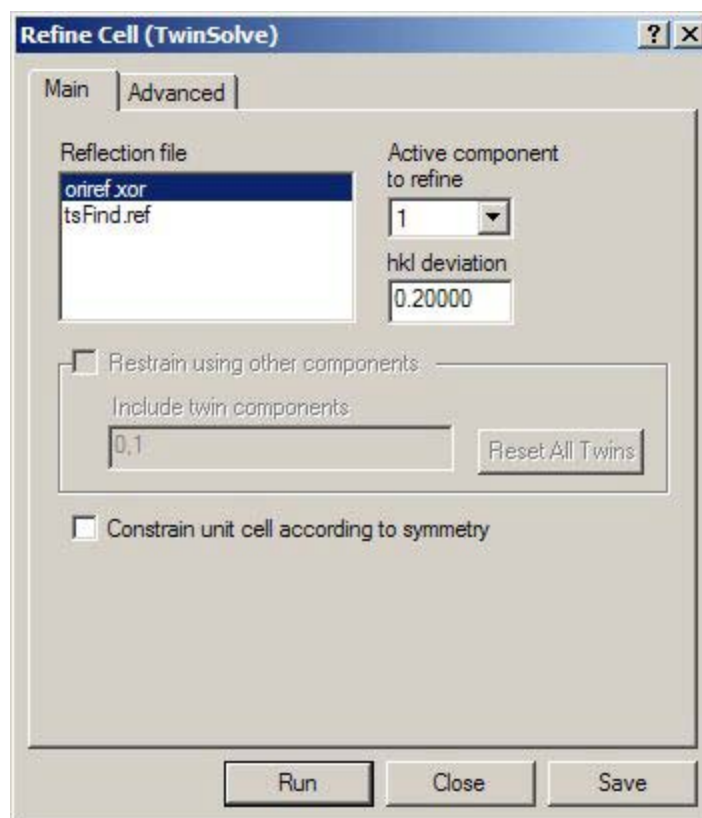 Refine Cell (TwinSolve)
Main
Advanced
Reflection file
oriref.xor
tsFind.ref
Active component
to refine
1
hkl deviation
0.20000
Restrain using other components
Include twin components
0,1
Reset All Twins
Constrain unit cell according to symmetry
Run
Close
Save